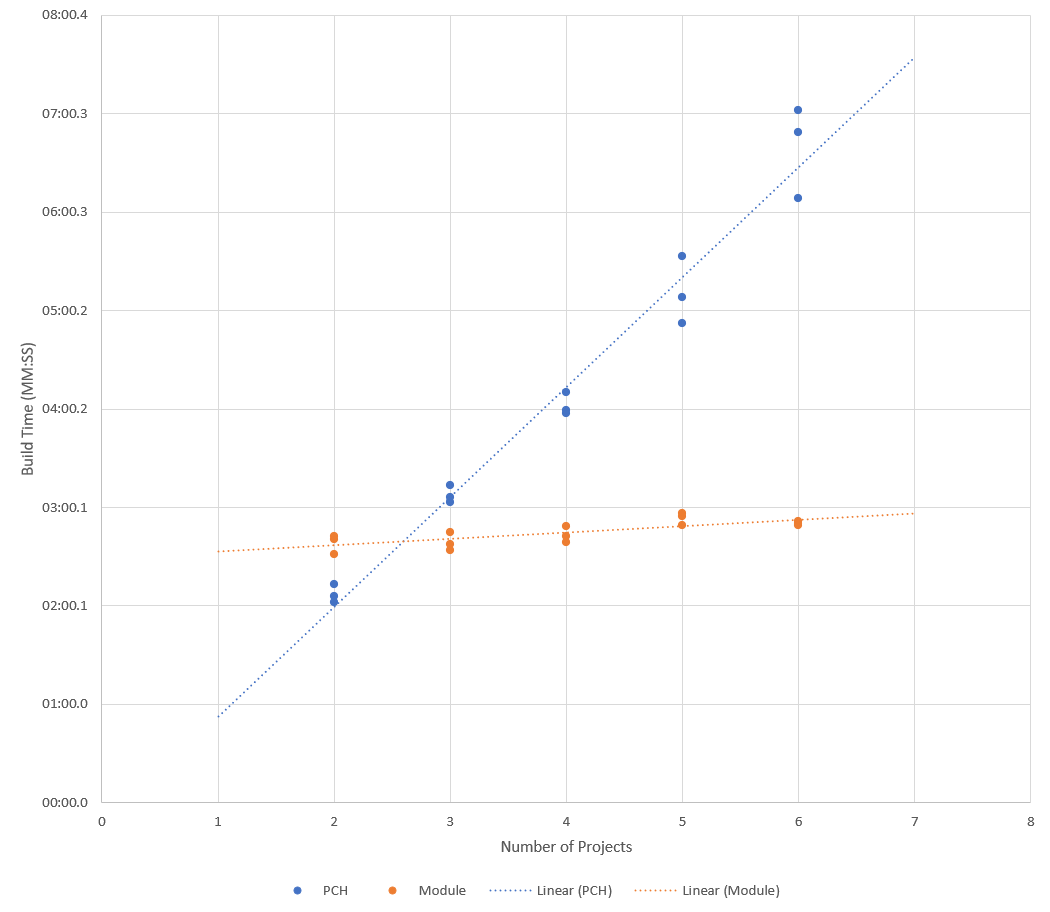 08:00.4
07:00.3
06:00.3
05:00.2
04:00.2
03:00.1
02:00.1
01:00.0
00:00.0
Build Time (MM:SS)
0 1 2 3 4 5 6 7 8
Number of Projects
PCH Module Linear (PCH) Linear (Module)